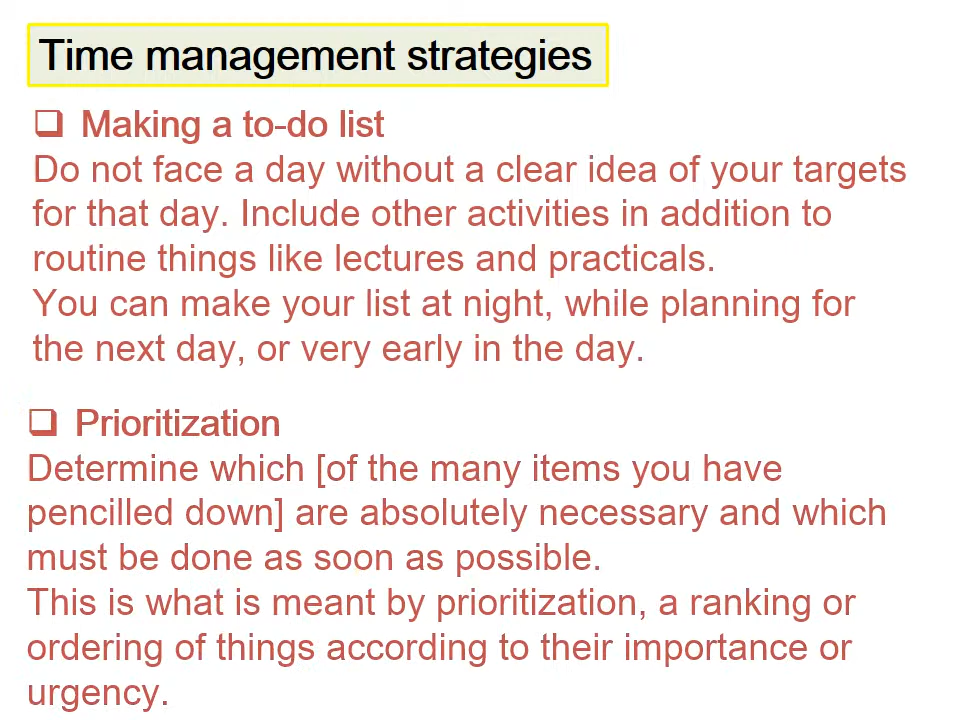 Time management strategies
❑ Making a to-do list
Do not face a day without a clear idea of your targets
for that day. Include other activities in addition to
routine things like lectures and practicals.
You can make your list at night, while planning for
the next day, or very early in the day.
❑ Prioritization
Determine which [of the many items you have
pencilled down] are absolutely necessary and which
must be done as soon as possible.
This is what is meant by prioritization, a ranking or
ordering of things according to their importance or
urgency.